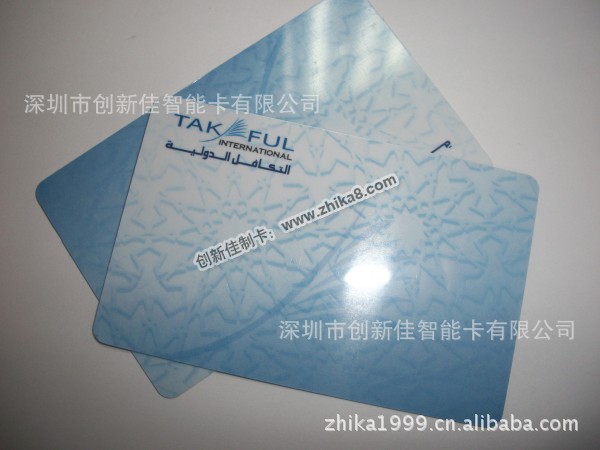 深圳市创新佳智能卡有限公司
TAKAFUL
INTERNATIONAL
التكافل الدولية
创新佳制卡：www.zhika8.com
深圳市创新佳智能卡有限公司
zhika1999.cn.alibaba.com